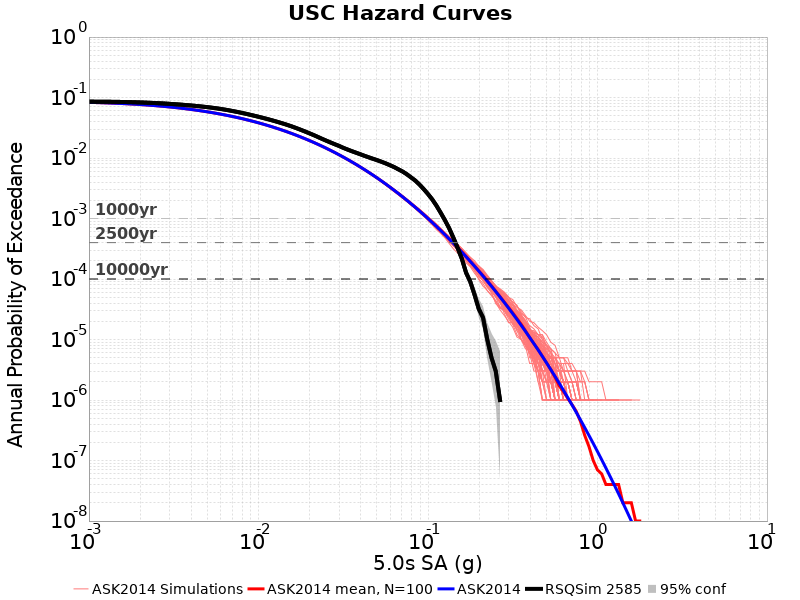 USC Hazard Curves
10^0
10^-1
10^-2
10^-3
10^-4
10^-5
10^-6
10^-7
10^-8
Annual Probability of Exceedance
1000yr
2500yr
10000yr
10^-3 10^-2 10^-1 10^0 10^1
5.0s SA (g)
ASK2014 Simulations ASK2014 mean, N=100 ASK2014 RSQSim 2585 95% conf